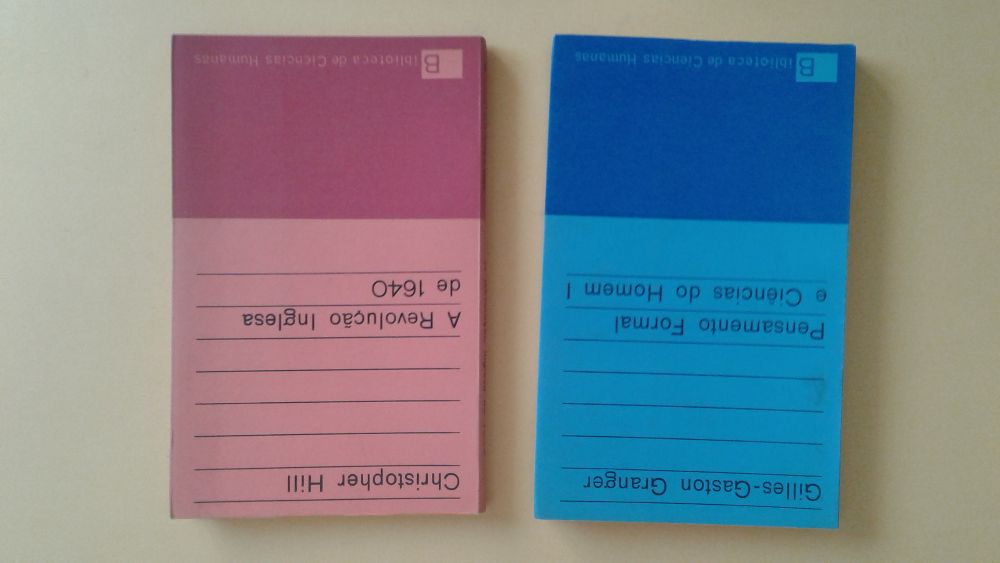 Gilles-Gaston Granger
Pensamento Formal
e Ciências do Homem I
Biblioteca de Ciências Humanas
Christopher Hill
A Revolução Inglesa
de 1640
Biblioteca de Ciências Humanas